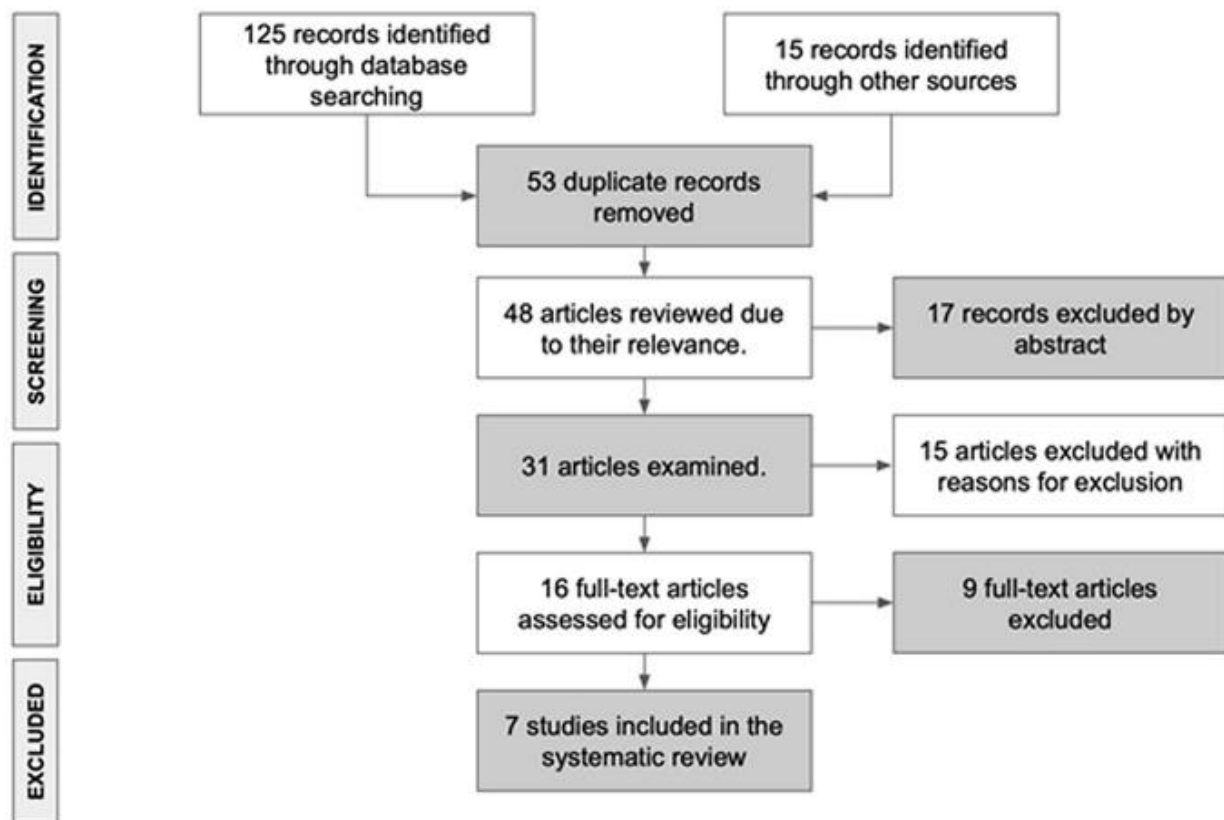 IDENTIFICATION
125 records identified
through database
searching
15 records identified
through other sources
53 duplicate records
removed
SCREENING
48 articles reviewed due
to their relevance.
17 records excluded by
abstract
ELIGIBILITY
31 articles examined.
15 articles excluded with
reasons for exclusion
16 full-text articles
assessed for eligibility
9 full-text articles
excluded
EXCLUDED
7 studies included in the
systematic review